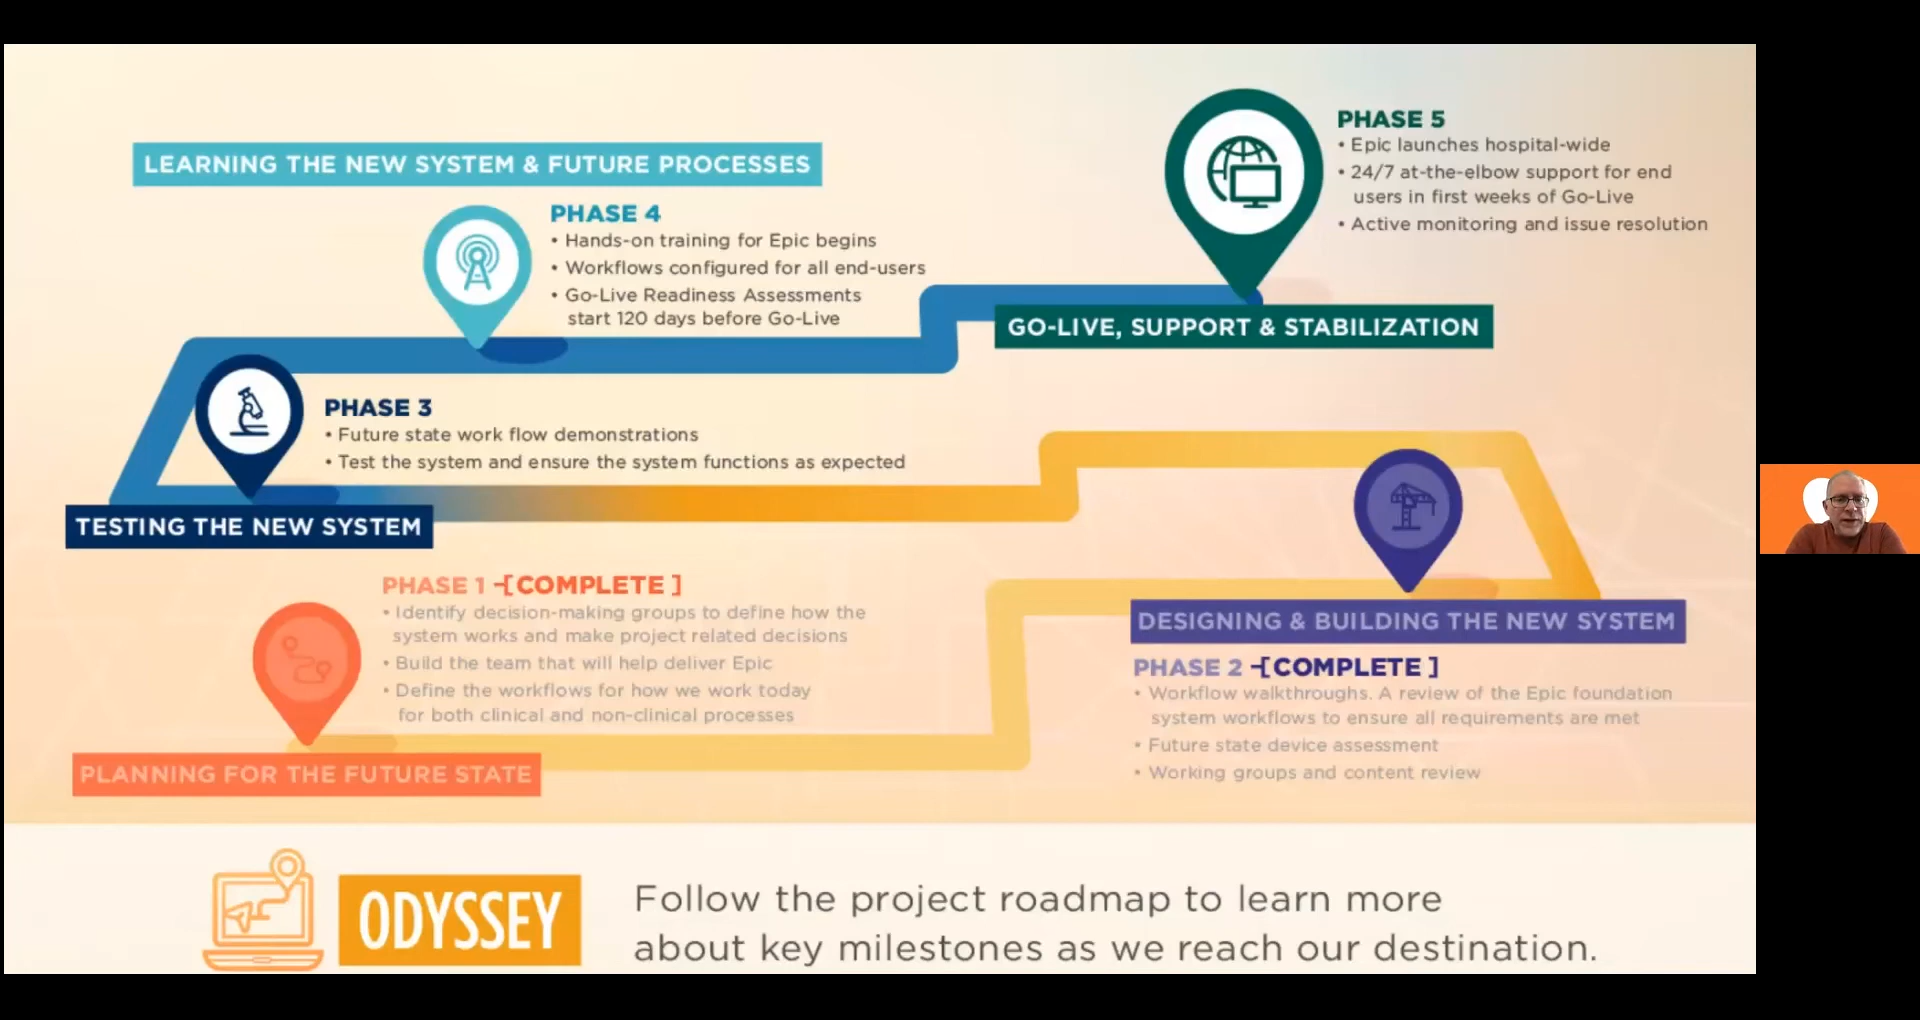 LEARNING THE NEW SYSTEM & FUTURE PROCESSES
PHASE 4
• Hands-on training for Epic begins
• Workflows configured for all end-users
• Go-Live Readiness Assessments
start 120 days before Go-Live
PHASE 5
• Epic launches hospital-wide
• 24/7 at-the-elbow support for end
users in first weeks of Go-Live
• Active monitoring and issue resolution
GO-LIVE, SUPPORT & STABILIZATION
PHASE 3
• Future state work flow demonstrations
• Test the system and ensure the system functions as expected
TESTING THE NEW SYSTEM
PHASE 1 -[COMPLETE ]
• Identify decision-making groups to define how the
system works and make project related decisions
• Build the team that will help deliver Epic
• Define the workflows for how we work today
for both clinical and non-clinical processes
PLANNING FOR THE FUTURE STATE
DESIGNING & BUILDING THE NEW SYSTEM
PHASE 2 -[COMPLETE ]
• Workflow walkthroughs. A review of the Epic foundation
system workflows to ensure all requirements are met
• Future state device assessment
• Working groups and content review
ODYSSEY
Follow the project roadmap to learn more
about key milestones as we reach our destination.